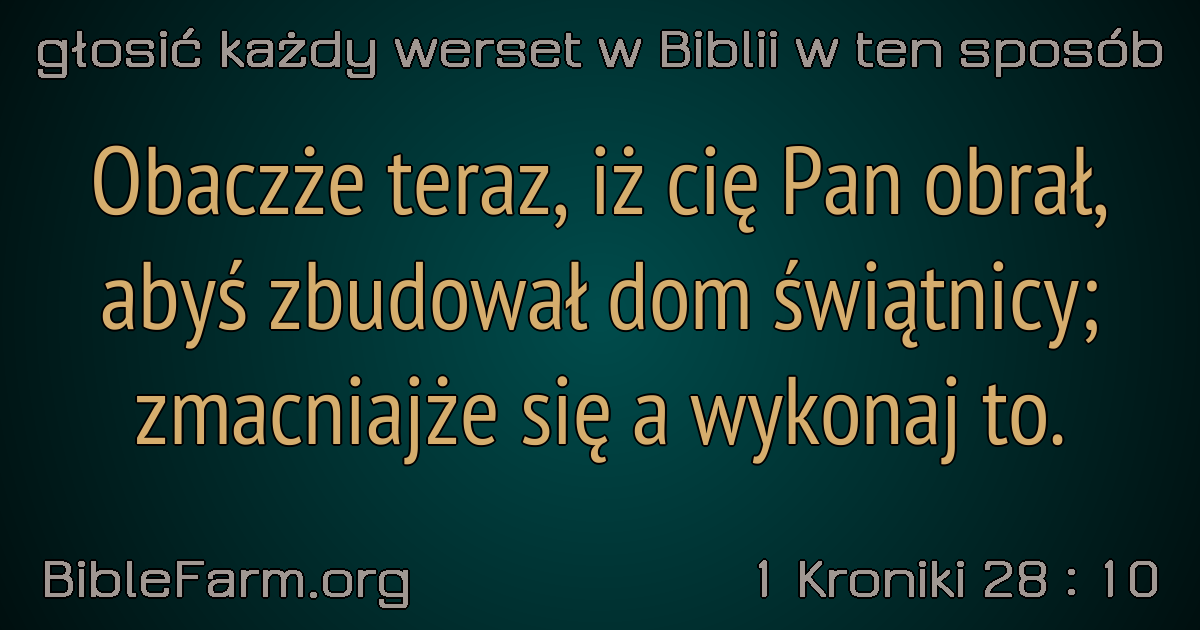 głosić każdy werset w Biblii w ten sposób
Obaczże teraz, iż cię Pan obrał,
abyś zbudował dom świątnicy;
zmacniajże się a wykonaj to.
BibleFarm.org
1 Kroniki 28 : 10